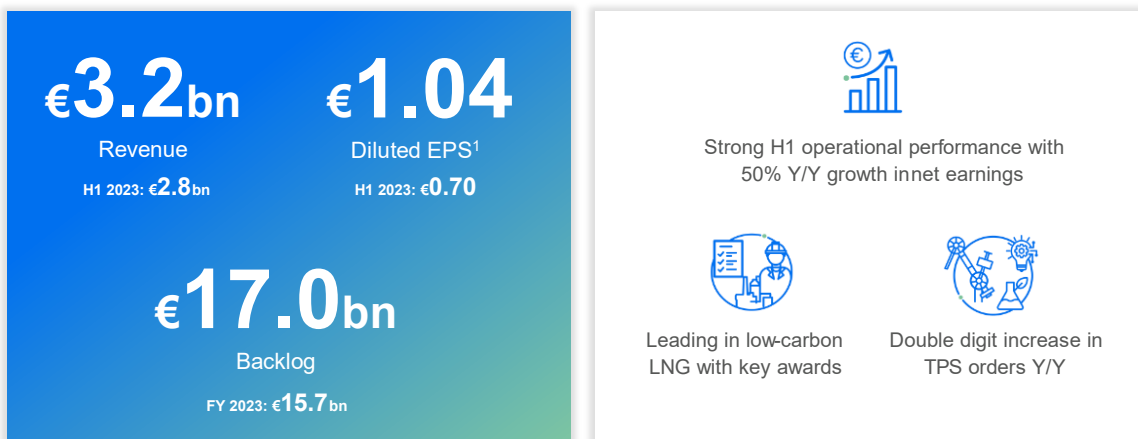 €3.2bn
Revenue
H1 2023: €2.8bn
€1.04
Diluted EPS1
H1 2023: €0.70
€17.0bn
Backlog
FY 2023: €15.7bn
€
Strong H1 operational performance with
50% Y/Y growth innet earnings
Leading in low-carbon
LNG with key awards
Double digit increase in
TPS orders Y/Y